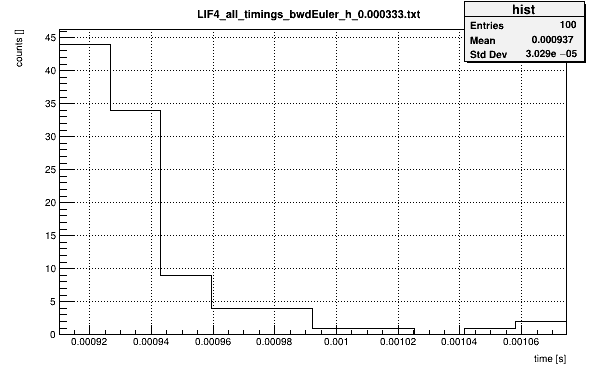 LIF4_all_timings_bwdEuler_h_0.000333.txt
hist
Entries 100
Mean 0.000937
Std Dev 3.029e −05
counts []
45
40
35
30
25
20
15
10
5
0
0.00092 0.00094 0.00096 0.00098 0.001 0.00102 0.00104 0.00106
time [s]